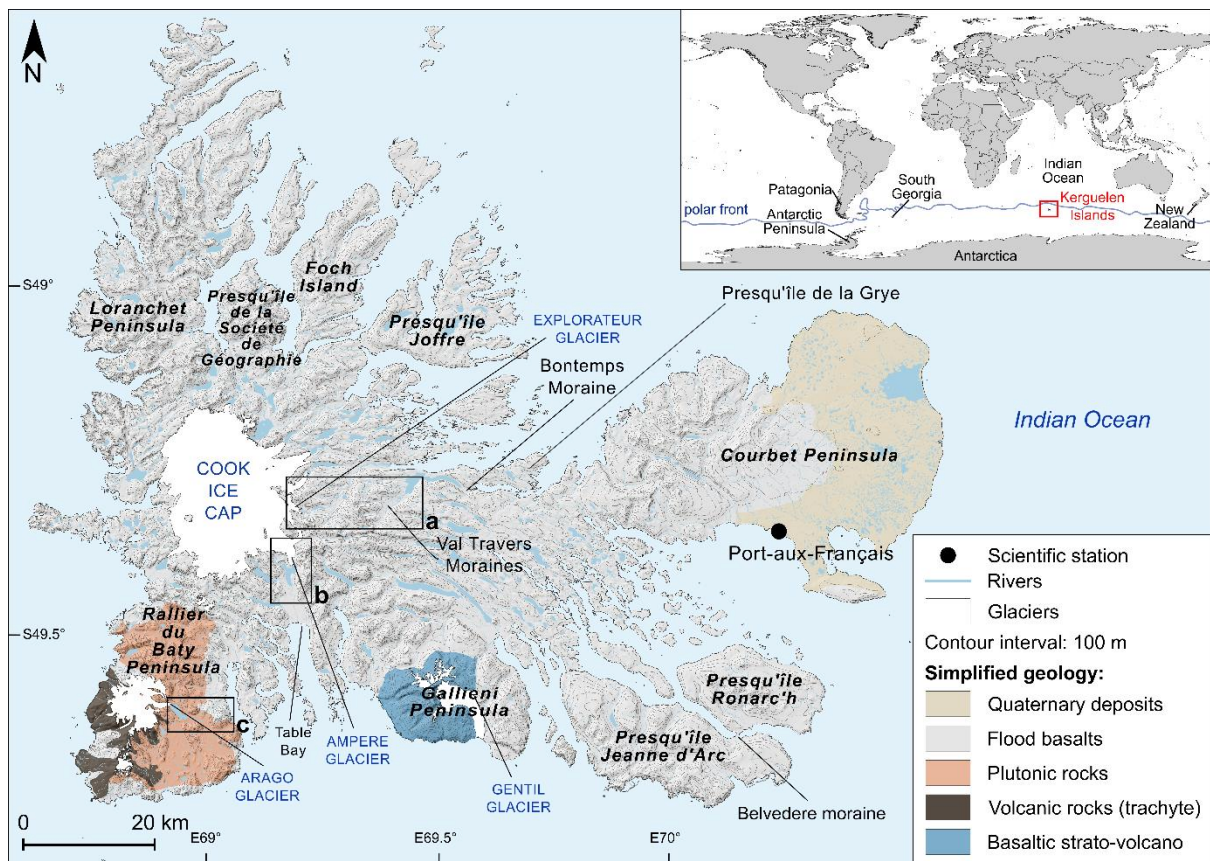 N
Patagonia
South
Georgia
Indian
Ocean
polar front
Antarctic
Peninsula
Kerguelen
Islands
New
Zealand
Antarctica
S49°
Loranchet
Peninsula
Presqu'île
de la
Société
de
Géographie
Foch
Island
Presqu'île
Joffre
EXPLORATEUR
GLACIER
Presqu'île de la Grye
Bontemps
Moraine
Indian Ocean
COOK
ICE
CAP
Courbet Peninsula
a
Val Travers
Moraines
Port-aux-Français
b
S49.5°
Rallier
du
Baty
Peninsula
c
Gallieni
Peninsula
Presqu'île
Ronarc'h
Presqu'île
Jeanne d'Arc
Table
Bay
AMPERE
GLACIER
ARAGO
GLACIER
GENTIL
GLACIER
Belvedere moraine
0 20 km
E69° E69.5° E70°
Scientific station
Rivers
Glaciers
Contour interval: 100 m
Simplified geology:
Quaternary deposits
Flood basalts
Plutonic rocks
Volcanic rocks (trachyte)
Basaltic strato-volcano